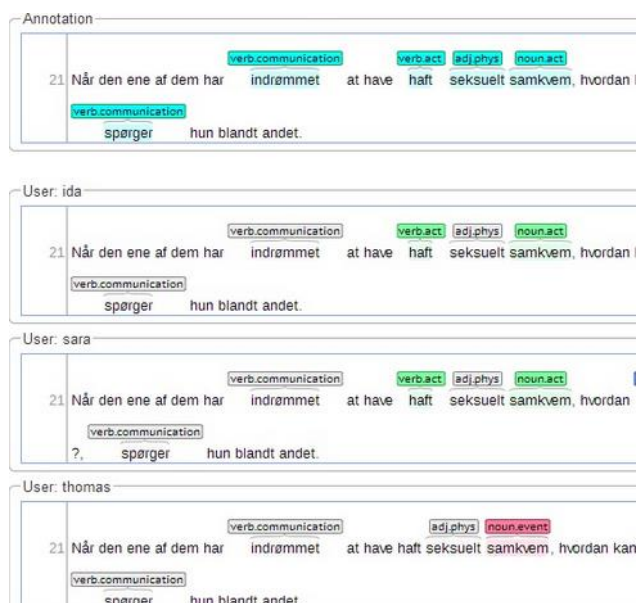 Annotation
verb.communication verb.act adj.phys noun.act
21 Når den ene af dem har indrømmet at have haft seksuelt samkvem, hvordan
verb.communication
spørger hun blandt andet.
User: ida
verb.communication verb.act adj.phys noun.act
21 Når den ene af dem har indrømmet at have haft seksuelt samkvem, hvordan
verb.communication
spørger hun blandt andet.
User: sara
verb.communication verb.act adj.phys noun.act
21 Når den ene af dem har indrømmet at have haft seksuelt samkvem, hvordan
verb.communication
?, spørger hun blandt andet.
User: thomas
verb.communication adj.phys noun.event
21 Når den ene af dem har indrømmet at have haft seksuelt samkvem, hvordan kan
verb.communication
spørger hun blandt andet.